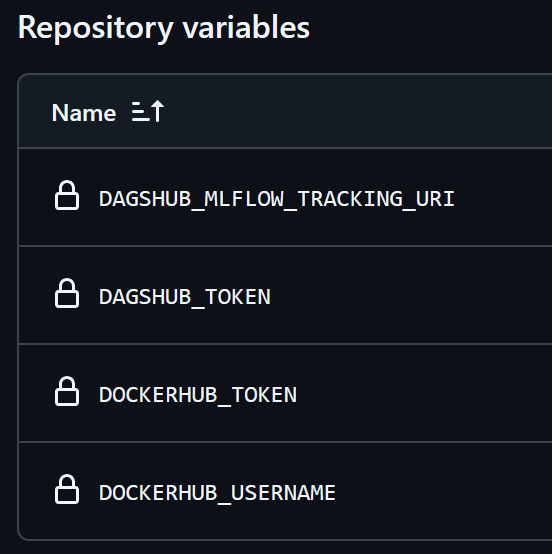 Repository variables
Name
DAGSHUB_MLFLOW_TRACKING_URI
DAGSHUB_TOKEN
DOCKERHUB_TOKEN
DOCKERHUB_USERNAME